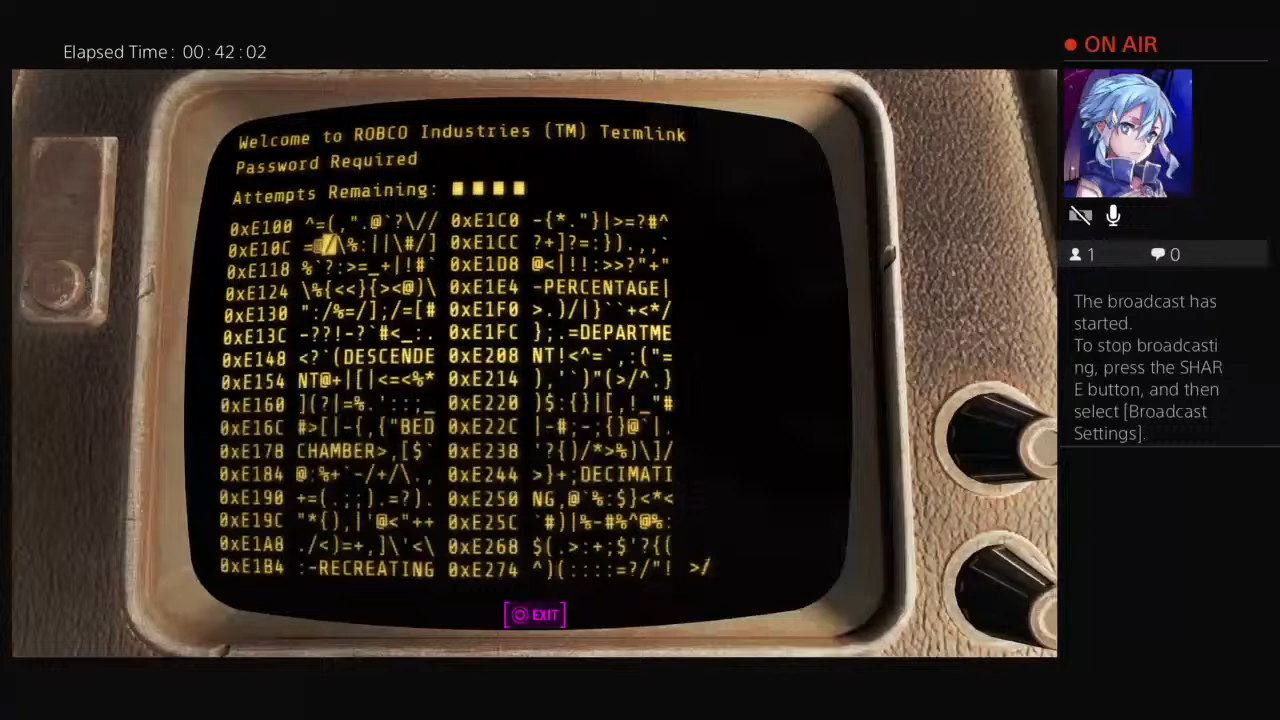 Elapsed Time: 00:42:02
ON AIR
Welcome to ROBCO Industries (TM) Termlink
Password Required
Attempts Remaining:
0xE100 ^=(,".@`?\// 0xE1C0 -{*."}|>=?#^
0xE10C =@/\%:||\#/] 0xE1CC ?+]?=:}).,,`
0xE118 %`?:>=_+|!#` 0xE1D8 @<|!!:>>?"+"
0xE124 \%{<<}{><@)\ 0xE1E4 -PERCENTAGE|
0xE130 ":/%=/];/=[# 0xE1F0 >.)/|}``+<*/
0xE13C -??!-?`#<_:. 0xE1FC };.=DEPARTME
0xE148 <?`(DESCENDE 0xE208 NT!<^=`,:("=
0xE154 NT@+|[|<=<%* 0xE214 ),'`)"(>/^.}
0xE160 ](?|=%.'::;_ 0xE220 )$:{}|[,!_"#
0xE16C #>[|-{,{"BED 0xE22C |-#;-;{}@`|.
0xE178 CHAMBER>,[$` 0xE238 '?{)/*>%)\]/
0xE184 @:%+`-/+/\., 0xE244 >}+;DECIMATI
0xE190 +=(.;;).=?). 0xE250 NG,@`%:$}<*<
0xE19C "*{),|'@<"++ 0xE25C `#)|%-#%^@%:
0xE1A8 ./<)=+,]\'<\ 0xE268 $(.>:+;$'?{(
0xE1B4 :-RECREATING 0xE274 ^)(::::=?/"! >/
EXIT
1
0
The broadcast has
started.
To stop broadcasti
ng, press the SHAR
E button, and then
select [Broadcast
Settings].